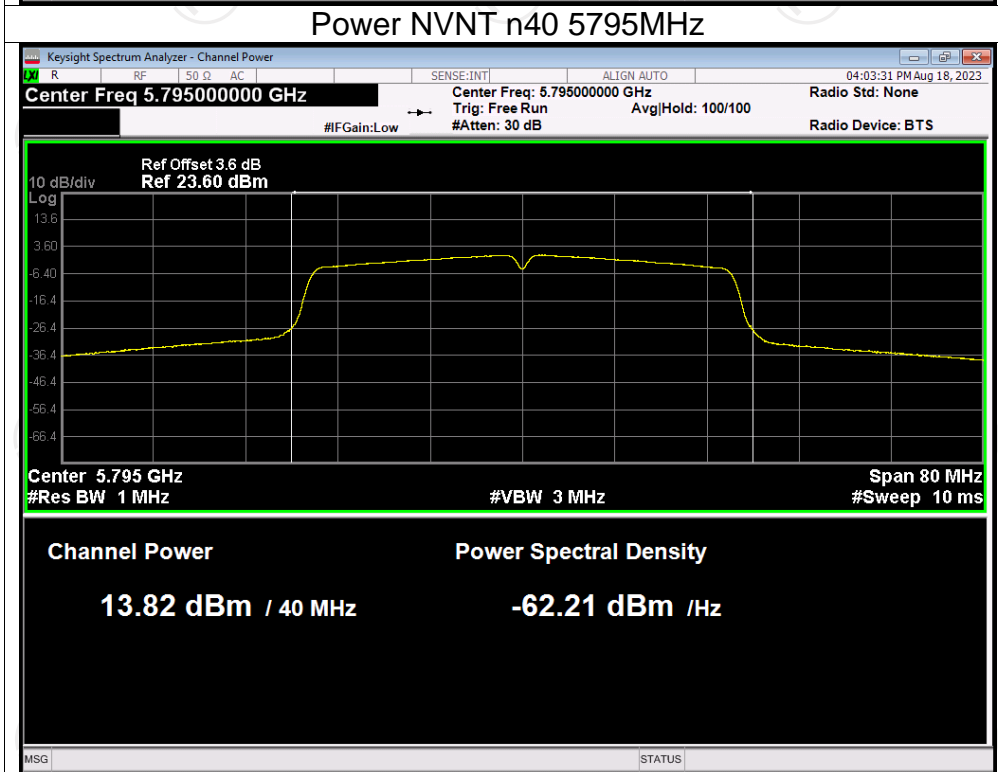 Power NVNT n40 5795MHz
Keysight Spectrum Analyzer - Channel Power
LXI R RF 50 Ω AC SENSE:INT ALIGN AUTO 04:03:31 PM Aug 18, 2023
Center Freq 5.795000000 GHz Center Freq: 5.795000000 GHz Radio Std: None
Trig: Free Run Avg|Hold: 100/100
#IFGain:Low #Atten: 30 dB Radio Device: BTS
Ref Offset 3.6 dB
10 dB/div Ref 23.60 dBm
Log
13.6
3.60
-6.40
-16.4
-26.4
-36.4
-46.4
-56.4
-66.4
Center 5.795 GHz Span 80 MHz
#Res BW 1 MHz #VBW 3 MHz #Sweep 10 ms
Channel Power Power Spectral Density
13.82 dBm / 40 MHz -62.21 dBm /Hz
MSG STATUS